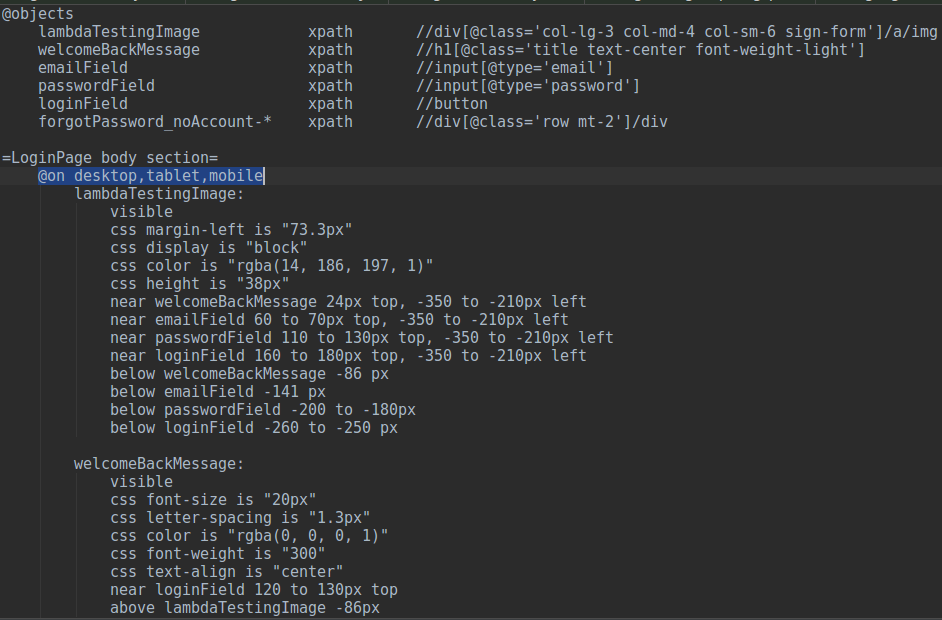 @objects
lambdaTestingImage xpath //div[@class='col-lg-3 col-md-4 col-sm-6 sign-form']/a/img
welcomeBackMessage xpath //h1[@class='title text-center font-weight-light']
emailField xpath //input[@type='email']
passwordField xpath //input[@type='password']
loginField xpath //button
forgotPassword_noAccount-* xpath //div[@class='row mt-2']/div
=LoginPage body section=
@on desktop,tablet,mobile
lambdaTestingImage:
visible
css margin-left is "73.3px"
css display is "block"
css color is "rgba(14, 186, 197, 1)"
css height is "38px"
near welcomeBackMessage 24px top, -350 to -210px left
near emailField 60 to 70px top, -350 to -210px left
near passwordField 110 to 130px top, -350 to -210px left
near loginField 160 to 180px top, -350 to -210px left
below welcomeBackMessage -86 px
below emailField -141 px
below passwordField -200 to -180px
below loginField -260 to -250 px
welcomeBackMessage:
visible
css font-size is "20px"
css letter-spacing is "1.3px"
css color is "rgba(0, 0, 0, 1)"
css font-weight is "300"
css text-align is "center"
near loginField 120 to 130px top
above lambdaTestingImage -86px